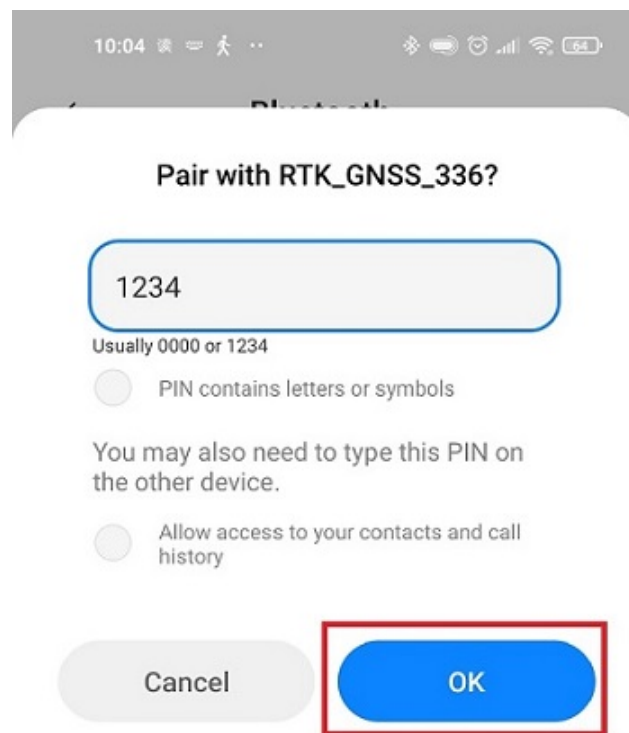 10:04
64
Pair with RTK_GNSS_336?
1234
Usually 0000 or 1234
PIN contains letters or symbols
You may also need to type this PIN on
the other device.
Allow access to your contacts and call
history
Cancel
OK